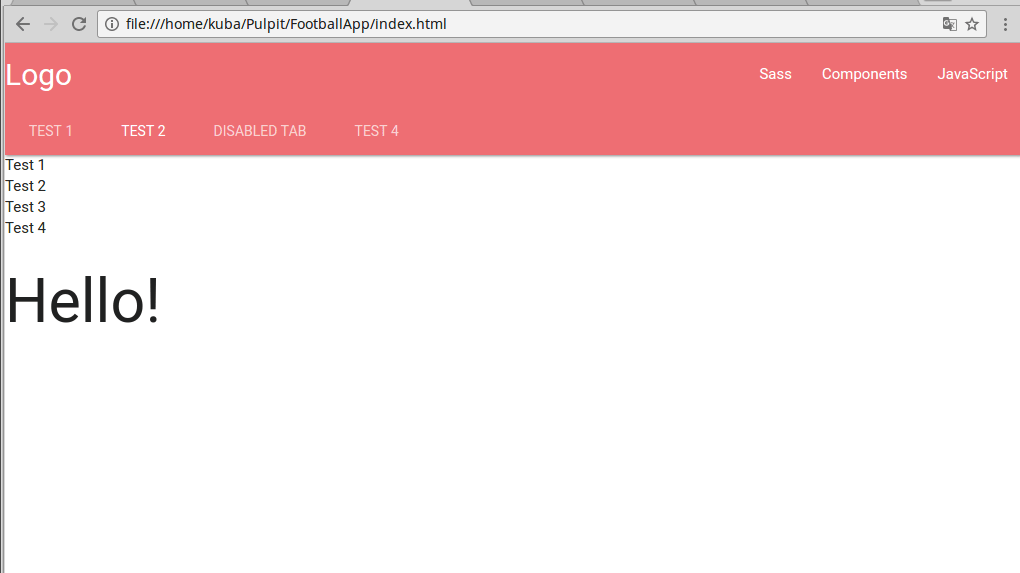 file:///home/kuba/Pulpit/FootballApp/index.html
Logo Sass Components JavaScript
TEST 1 TEST 2 DISABLED TAB TEST 4
Test 1
Test 2
Test 3
Test 4
Hello!